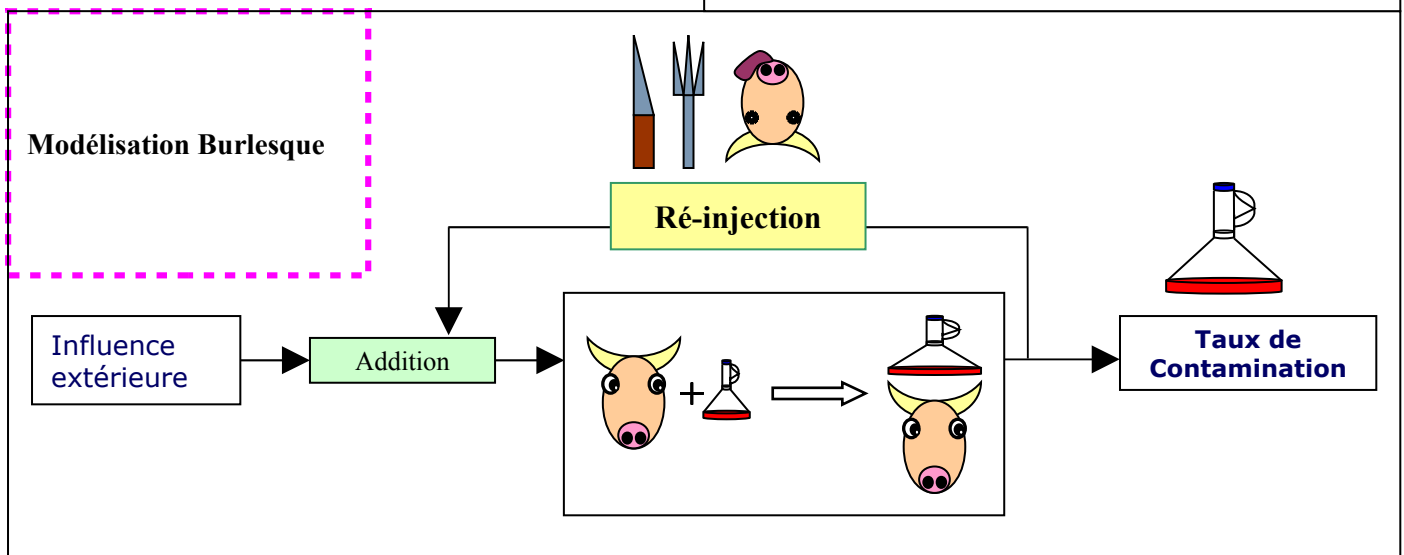 Modélisation Burlesque
Ré-injection
Influence
extérieure
Addition
Taux de
Contamination